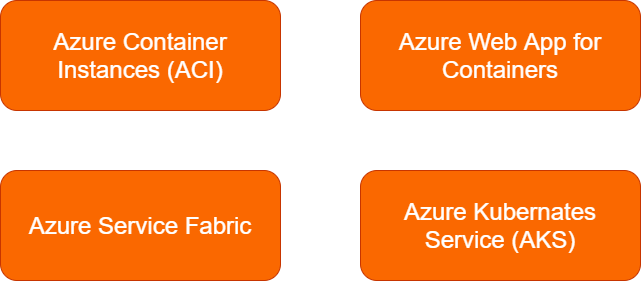 Azure Container
Instances (ACI)
Azure Web App for
Containers
Azure Service Fabric
Azure Kubernates
Service (AKS)